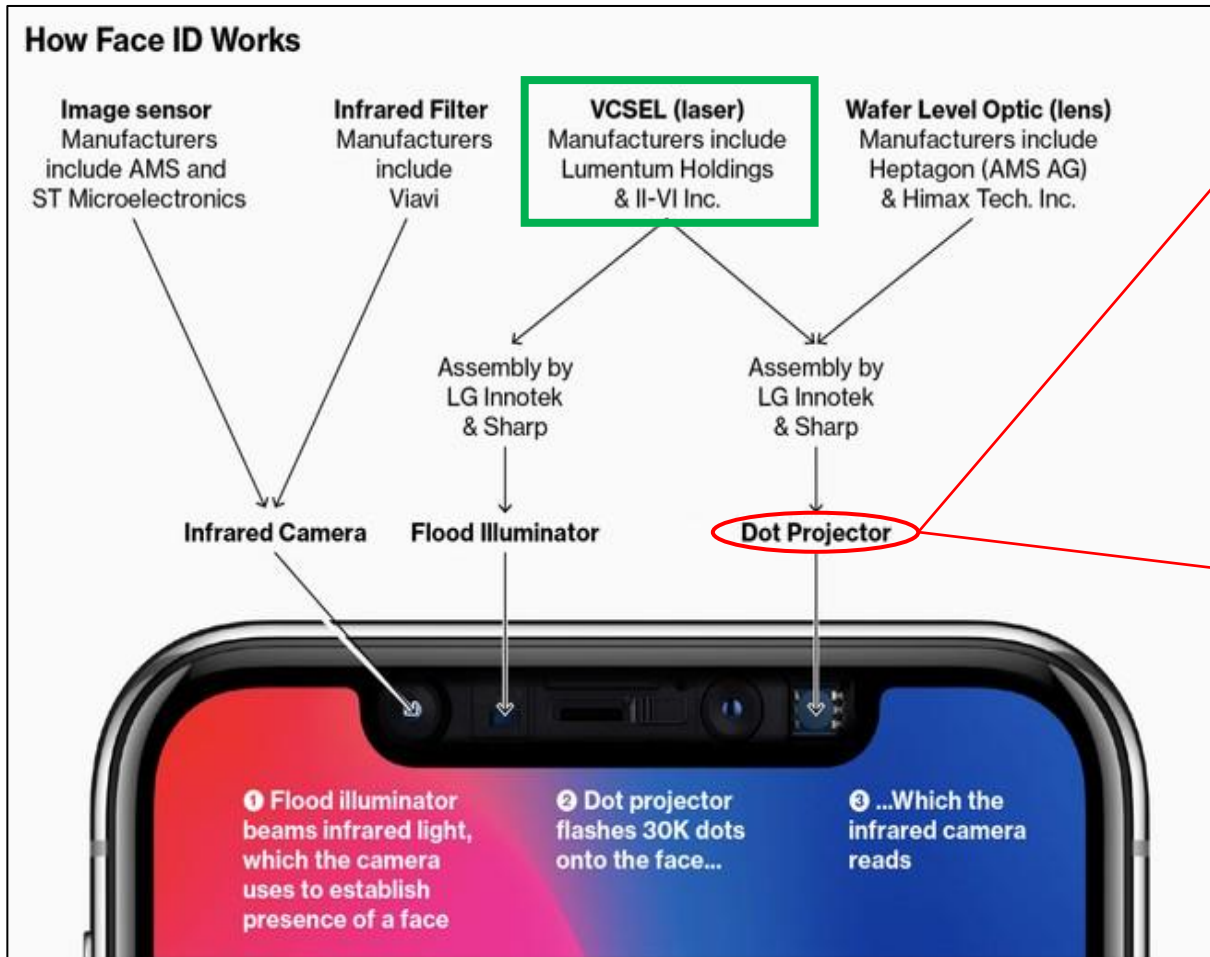 How Face ID Works
Image sensor
Manufacturers
include AMS and
ST Microelectronics
Infrared Filter
Manufacturers
include
Viavi
VCSEL (laser)
Manufacturers include
Lumentum Holdings
& II-VI Inc.
Wafer Level Optic (lens)
Manufacturers include
Heptagon (AMS AG)
& Himax Tech. Inc.
Assembly by
LG Innotek
& Sharp
Assembly by
LG Innotek
& Sharp
Infrared Camera
Flood Illuminator
Dot Projector
1 Flood illuminator
beams infrared light,
which the camera
uses to establish
presence of a face
2 Dot projector
flashes 30K dots
onto the face...
3 ...Which the
infrared camera
reads